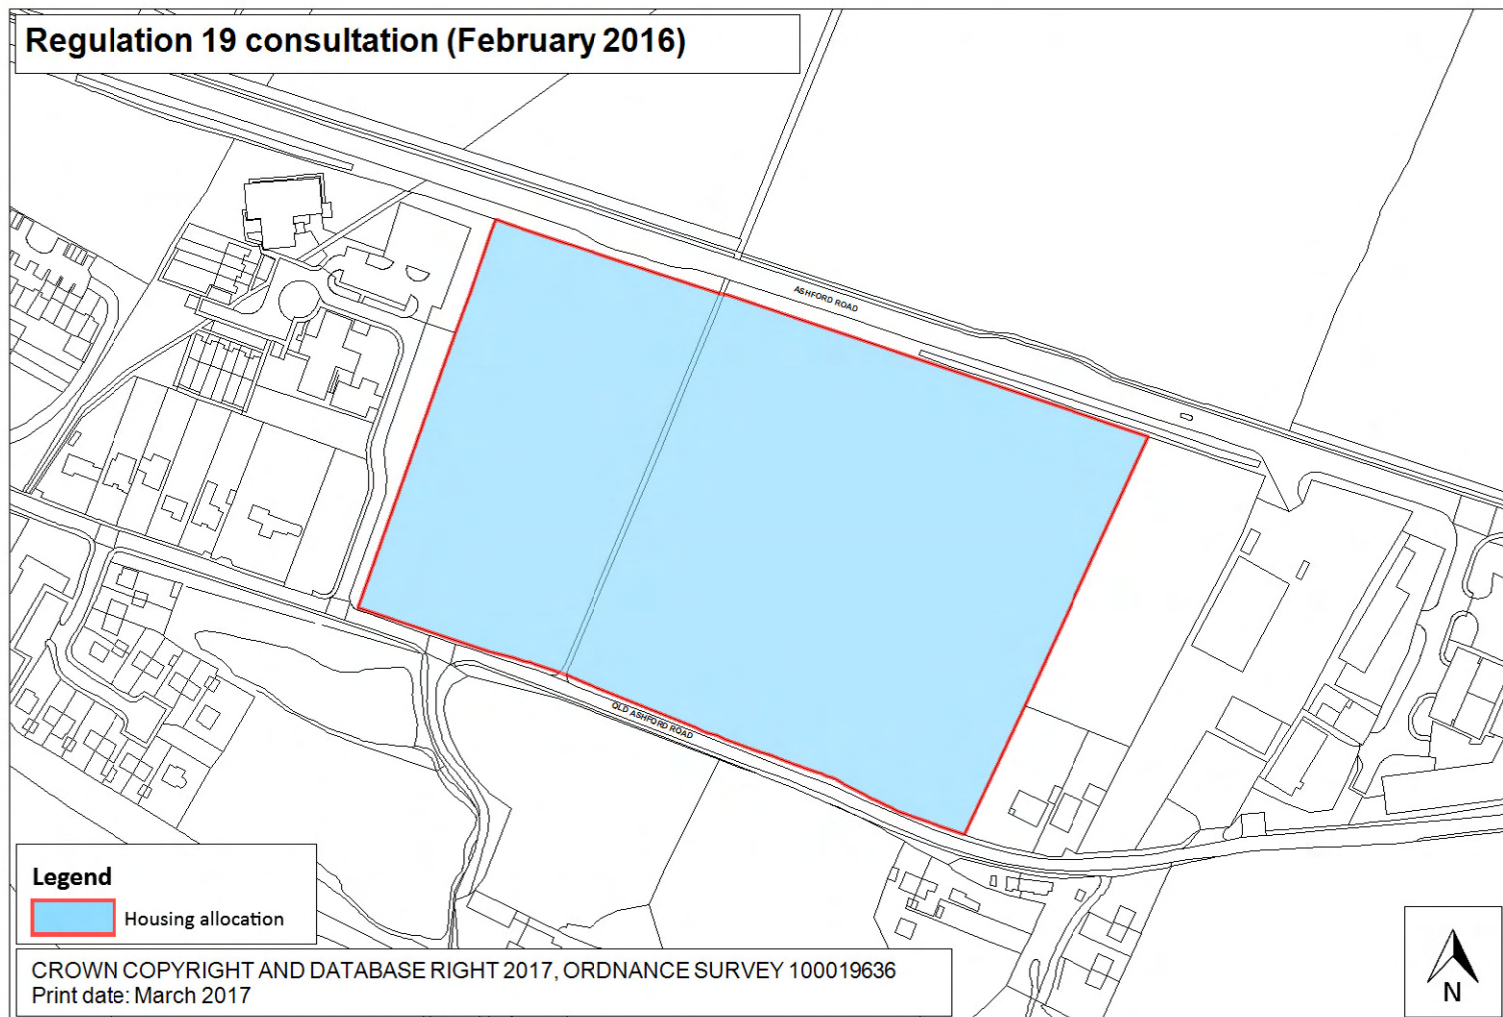 Regulation 19 consultation (February 2016)
ASHFORD ROAD
OLD ASHFORD ROAD
Legend
Housing allocation
CROWN COPYRIGHT AND DATABASE RIGHT 2017, ORDNANCE SURVEY 100019636
Print date: March 2017
N